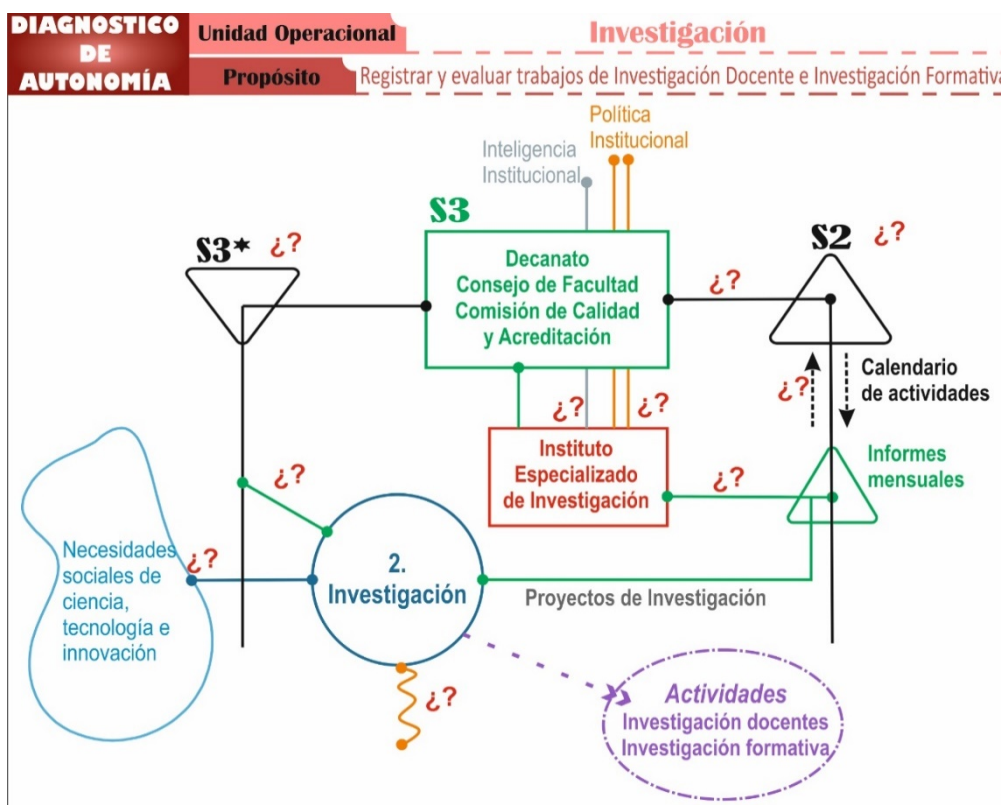 DIAGNOSTICO
DE
AUTONOMÍA
Unidad Operacional
Investigación
Propósito
Registrar y evaluar trabajos de Investigación Docente e Investigación Formativa
Política
Institucional
Inteligencia
Institucional
S3
S3*
¿?
S2
¿?
Decanato
Consejo de Facultad
Comisión de Calidad
y Acreditación
¿?
¿?
Calendario
de actividades
¿?
¿?
Instituto
Especializado
de Investigación
¿?
Informes
mensuales
¿?
Necesidades
sociales de
ciencia,
tecnología e
innovación
¿?
2.
Investigación
Proyectos de Investigación
¿?
Actividades
Investigación docentes
Investigación formativa